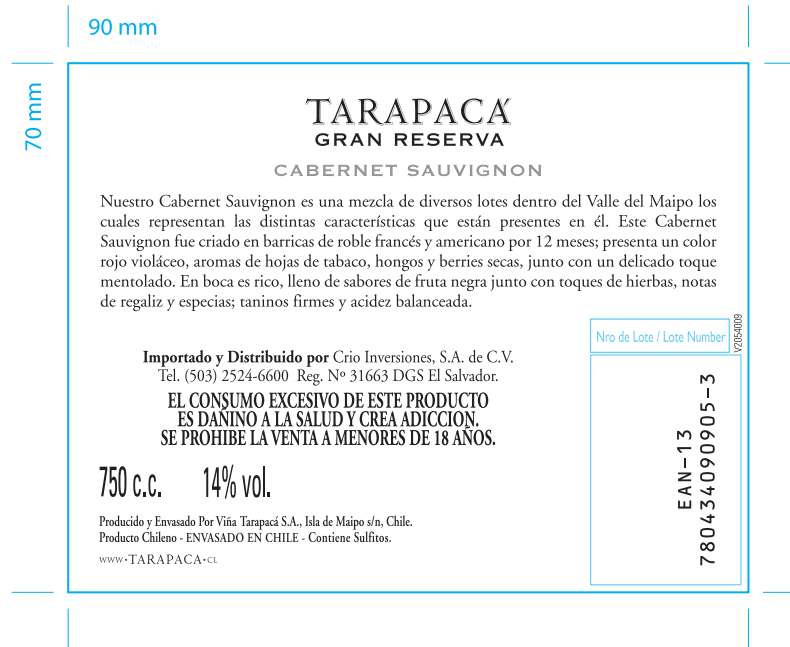 90 mm
70 mm
TARAPACÁ
GRAN RESERVA
CABERNET SAUVIGNON
Nuestro Cabernet Sauvignon es una mezcla de diversos lotes dentro del Valle del Maipo los
cuales representan las distintas características que están presentes en él. Este Cabernet
Sauvignon fue criado en barricas de roble francés y americano por 12 meses; presenta un color
rojo violáceo, aromas de hojas de tabaco, hongos y berries secas, junto con un delicado toque
mentolado. En boca es rico, lleno de sabores de fruta negra junto con toques de hierbas, notas
de regaliz y especias; taninos firmes y acidez balanceada.
Importado y Distribuido por Crio Inversiones, S.A. de C.V.
Tel. (503) 2524-6600 Reg. Nº 31663 DGS El Salvador.
EL CONSUMO EXCESIVO DE ESTE PRODUCTO
ES DAÑINO A LA SALUD Y CREA ADICCION.
SE PROHIBE LA VENTA A MENORES DE 18 AÑOS.
750 c.c. 14% vol.
Producido y Envasado Por Viña Tarapacá S.A., Isla de Maipo s/n, Chile.
Producto Chileno - ENVASADO EN CHILE - Contiene Sulfitos.
WWW•TARAPACA•CL
Nro de Lote / Lote Number
V2054009
EAN-13
780434090905-3